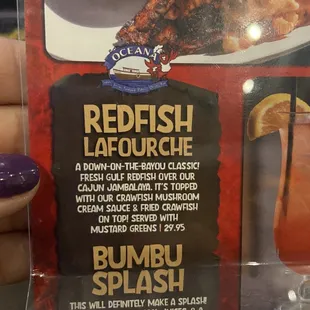 OCEANA
REDFISH
LAFOURCHE
A DOWN-ON-THE-BAYOU CLASSIC!
FRESH GULF REDFISH OVER OUR
CAJUN JAMBALAYA. IT'S TOPPED
WITH OUR CRAWFISH MUSHROOM
CREAM SAUCE & FRIED CRAWFISH
ON TOP! SERVED WITH
MUSTARD GREENS | 29.95
BUMBU
SPLASH
THIS WILL DEFINITELY MAKE A SPLASH!